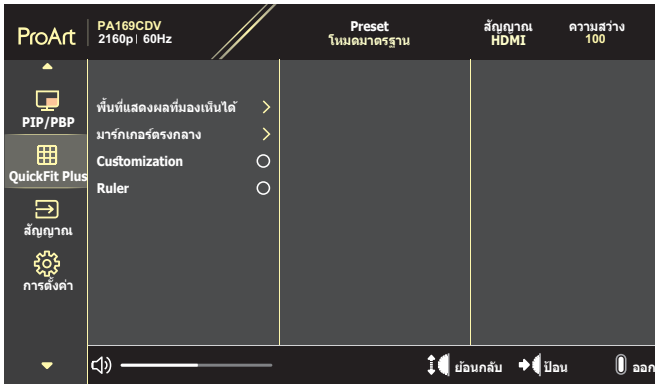 ProArt
PA169CDV
2160p | 60Hz
Preset
โหมดมาตรฐาน
สัญญาณ
HDMI
ความสว่าง
100
PIP/PBP
QuickFit Plus
สัญญาณ
การตั้งค่า
พื้นที่แสดงผลที่มองเห็นได้
มาร์กเกอร์ตรงกลาง
Customization
Ruler
ย้อนกลับ
ป้อน
ออก